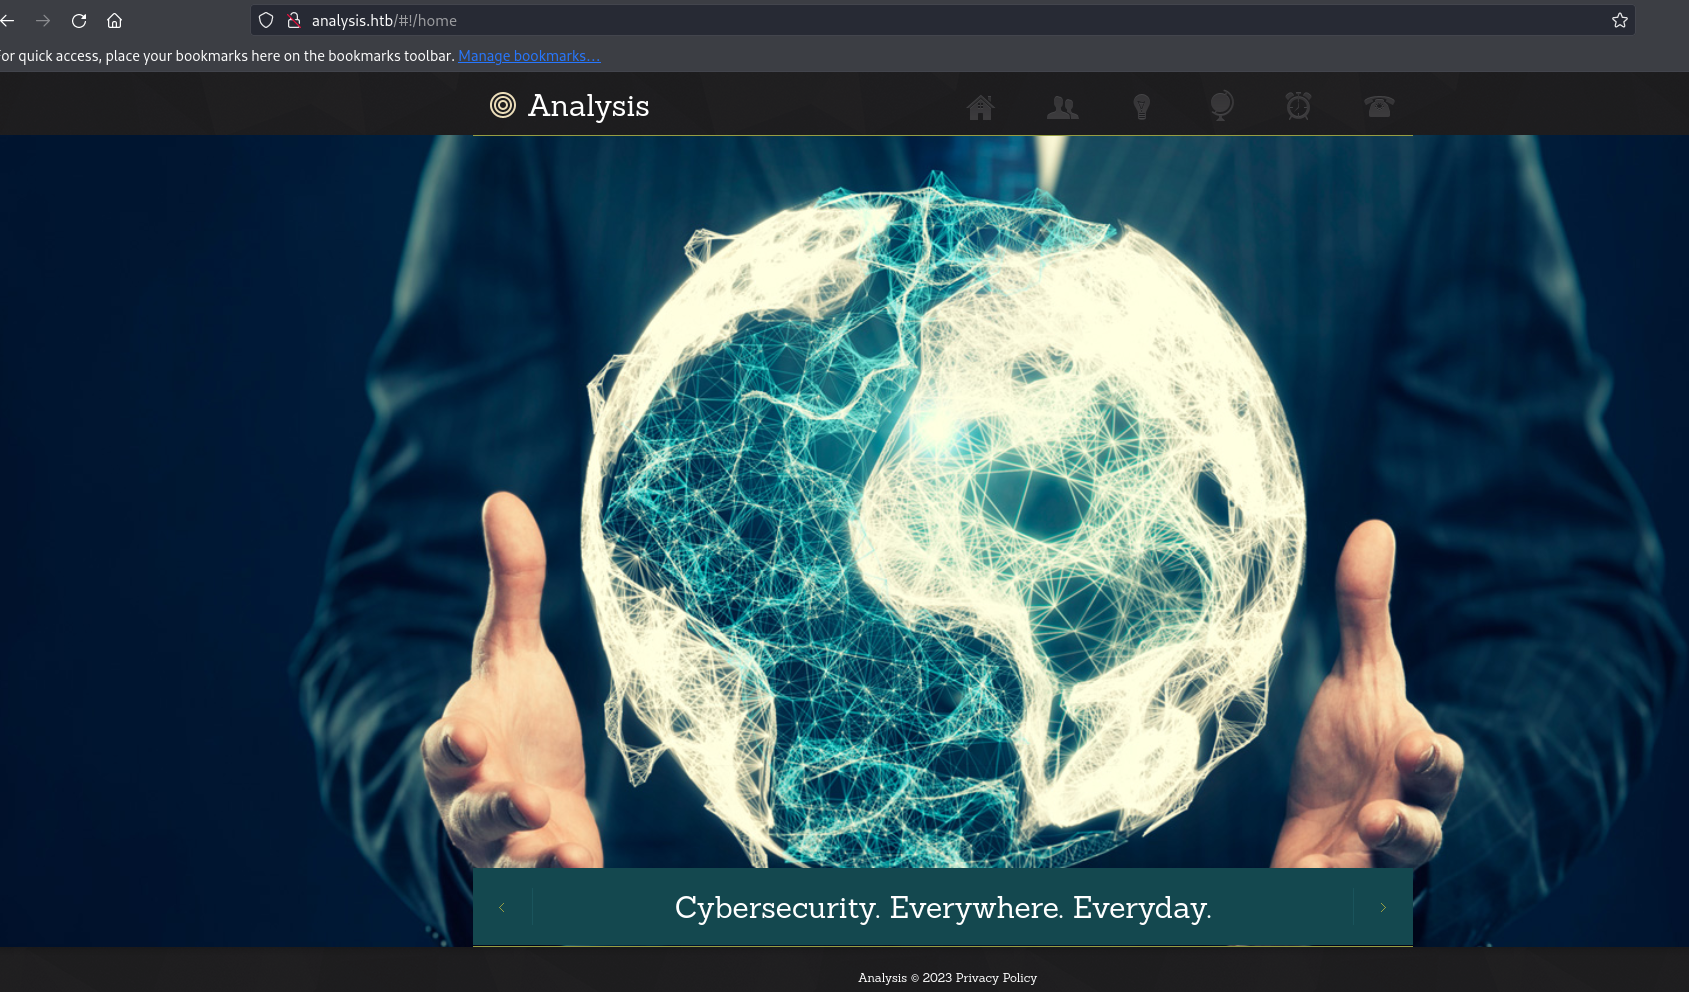 analysis.htb/#!/home
or quick access, place your bookmarks here on the bookmarks toolbar. Manage bookmarks...
Analysis
Cybersecurity. Everywhere. Everyday.
Analysis © 2023 Privacy Policy